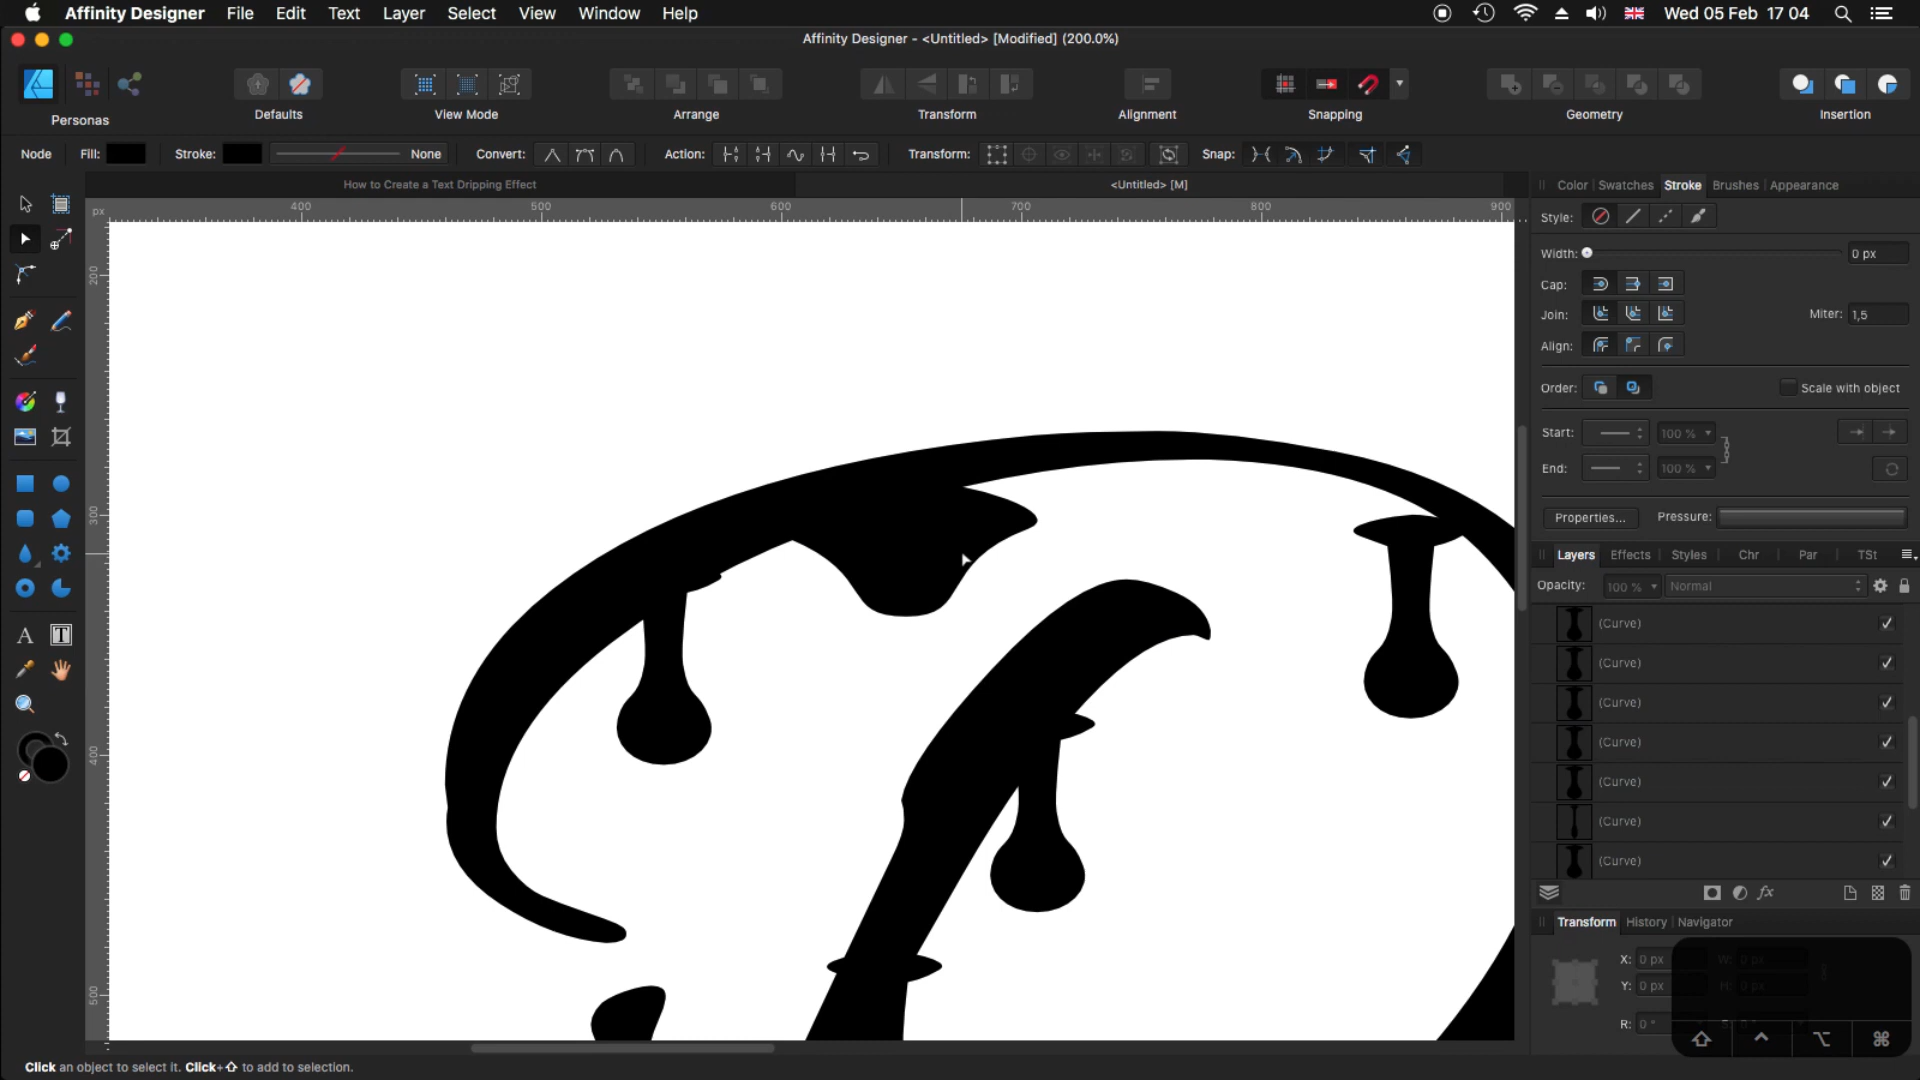 Affinity Designer File Edit Text Layer Select View Window Help Wed 05 Feb 17 04
Affinity Designer - <Untitled> [Modified] (200.0%)
Personas Defaults View Mode Arrange Transform Alignment Snapping Geometry Insertion
Node Fill: Stroke: None Convert: Action: Transform: Snap:
How to Create a Text Dripping Effect <Untitled> [M]
px 400 500 600 700 800 900
200
300
400
500
Color Swatches Stroke Brushes Appearance
Style:
Width: 0 px
Cap:
Join: Miter: 1,5
Align:
Order: Scale with object
Start: 100 %
End: 100 %
Properties... Pressure:
Layers Effects Styles Chr Par TSt
Opacity: 100 % Normal
(Curve)
(Curve)
(Curve)
(Curve)
(Curve)
(Curve)
(Curve)
fx
Transform History Navigator
X: 0 px W: 0 px
Y: 0 px H: 0 px
R: 0 °
Click an object to select it. Click+⇧ to add to selection.